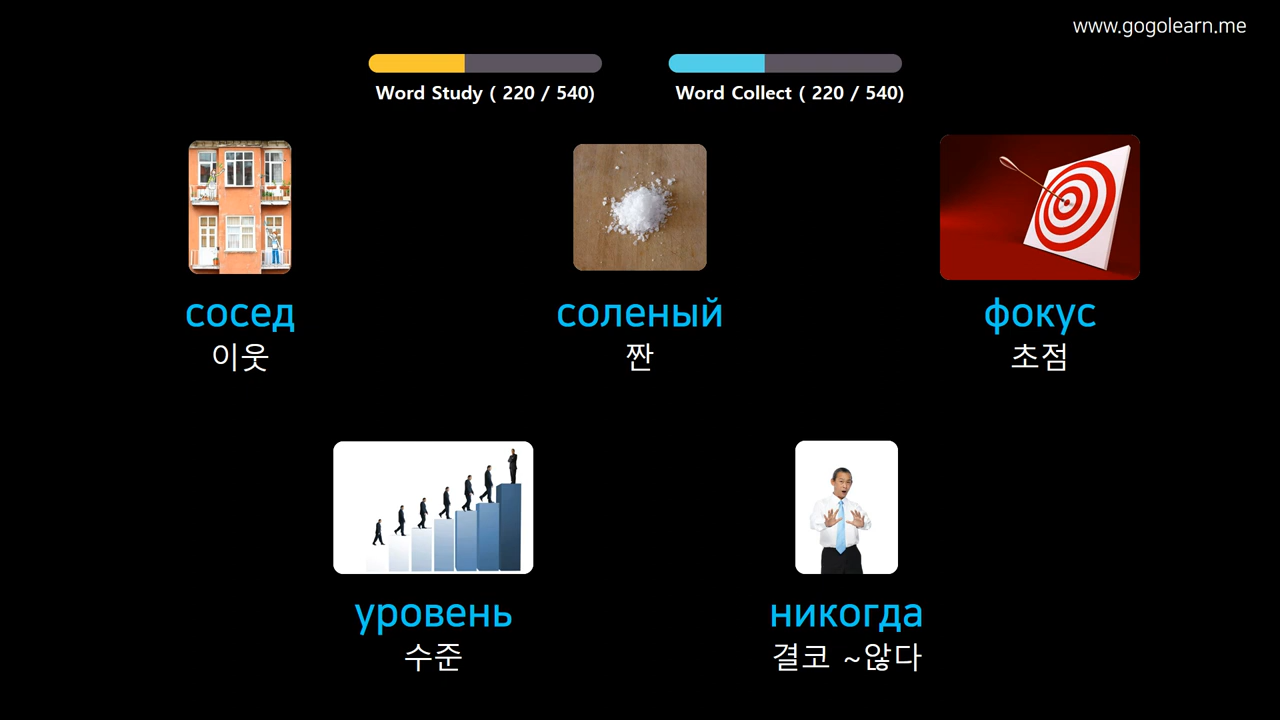 www.gogolearn.me
Word Study ( 220 / 540)
Word Collect ( 220 / 540)
сосед
이웃
соленый
짠
фокус
초점
уровень
수준
никогда
결코 ~않다